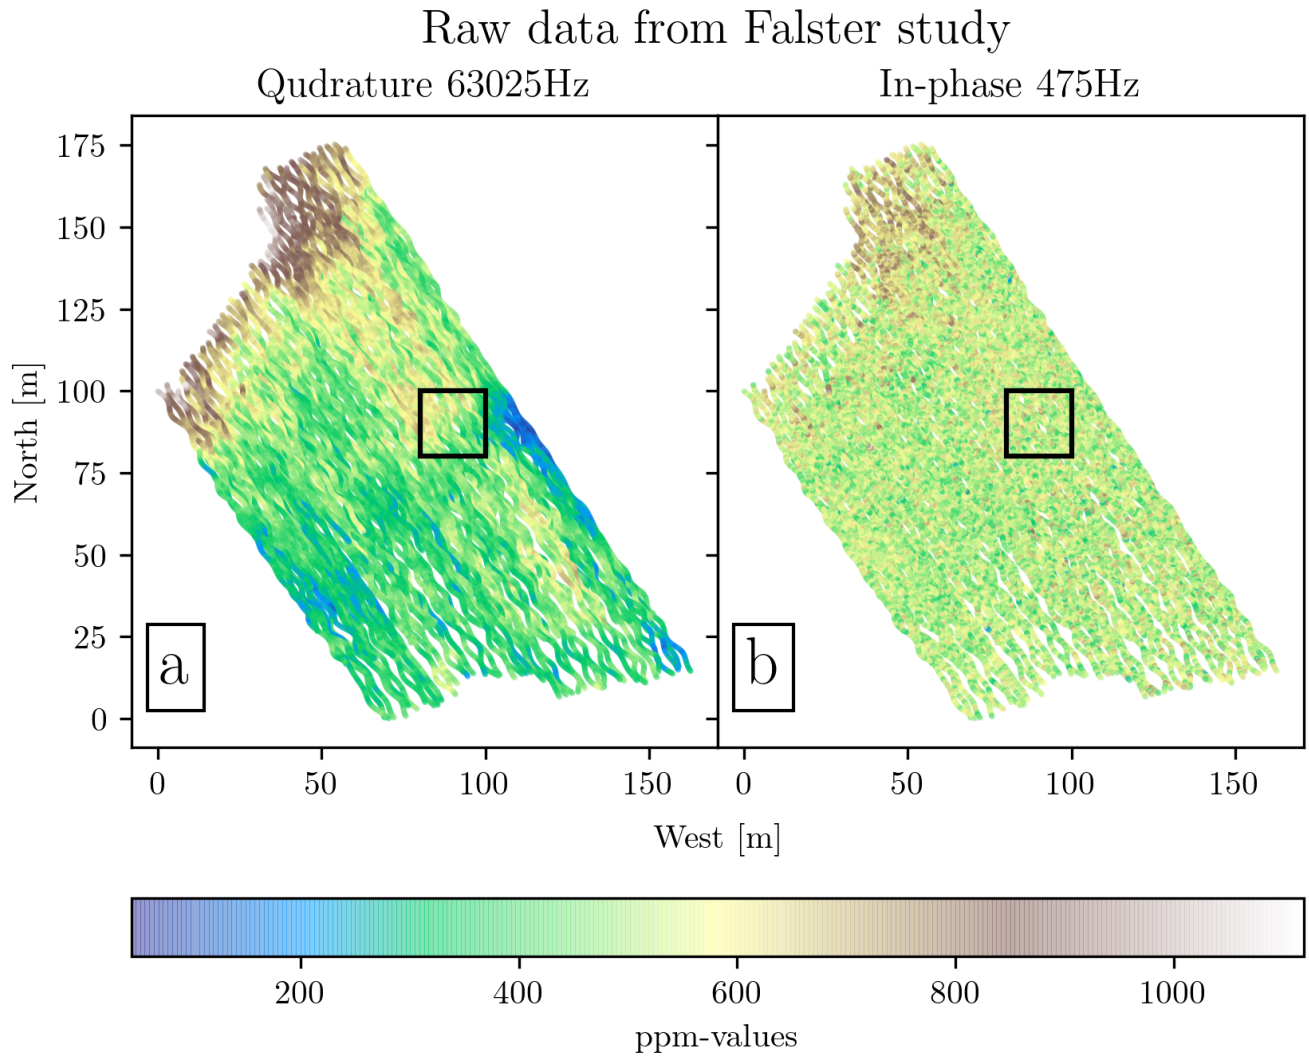 Raw data from Falster study
Qudrature 63025Hz
In-phase 475Hz
175
150
125
100
75
50
25
0
North [m]
a
b
0
50
100
150
0
50
100
150
West [m]
200
400
600
800
1000
ppm-values